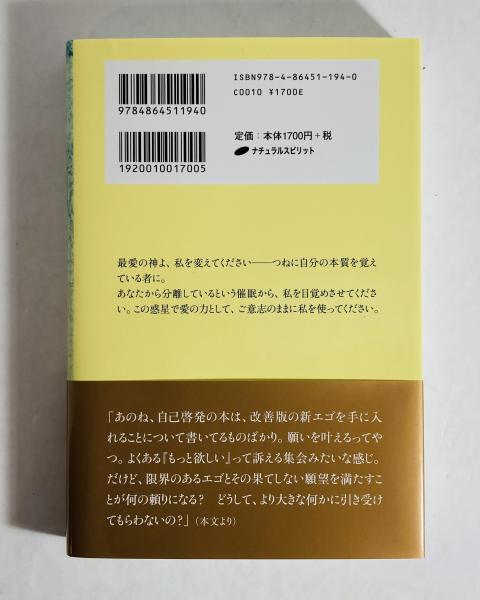 ISBN978-4-86451-194-0
C0010 ¥1700E
9784864511940
定価：本体1700円＋税
ナチュラルスピリット
1920010017005
最愛の神よ、私を変えてください──つねに自分の本質を覚え
ている者に。
あなたから分離しているという催眠から、私を目覚めさせてくださ
い。この惑星で愛の力として、ご意志のままに私を使ってください。
「あのね、自己啓発の本は、改善版の新エゴを手に入
れることについて書いてるものばかり。願いを叶えるってや
つ。よくある『もっと欲しい』って訴える集会みたいな感じ。
だけど、限界のあるエゴとその果てしない願望を満たすこ
とが何の頼りになる？　どうして、より大きな何かに引き受け
てもらわないの？」（本文より）